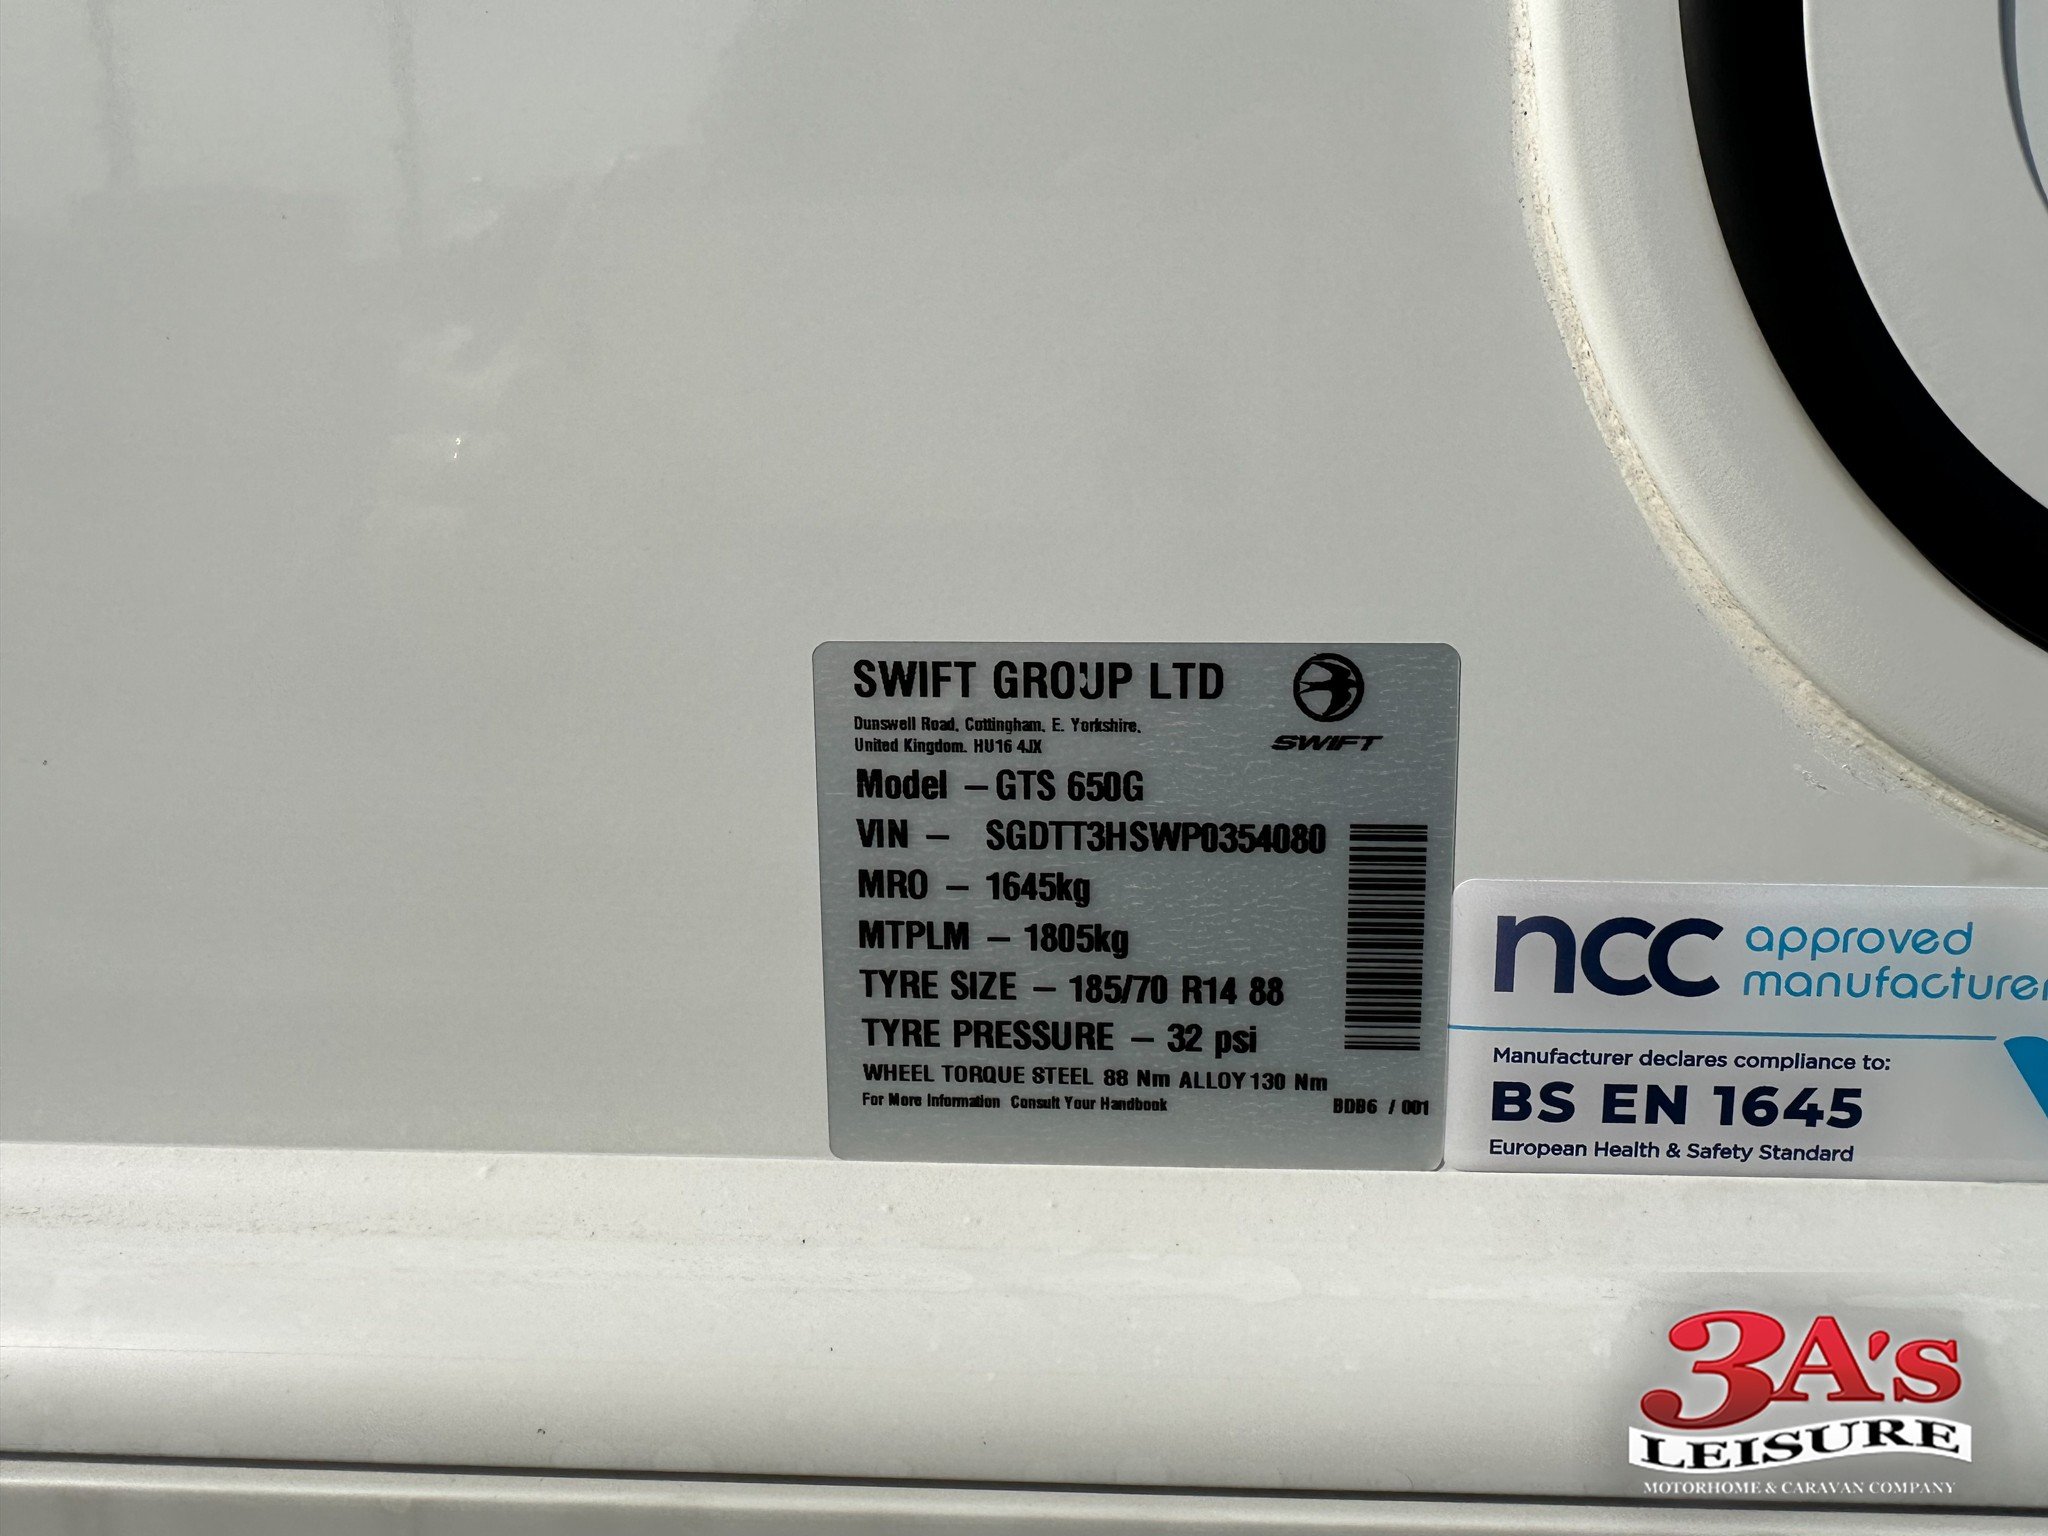 SWIFT GROUP LTD
SWIFT
Dunswell Road, Cottingham, E. Yorkshire,
United Kingdom. HU16 4JX
Model – GTS 650G
VIN – SGDTT3HSWP0354080
MRO – 1645kg
MTPLM – 1805kg
TYRE SIZE – 185/70 R14 88
TYRE PRESSURE – 32 psi
WHEEL TORQUE STEEL 88 Nm ALLOY 130 Nm
For More Information Consult Your Handbook
BDB6 / 001
ncc approved
manufacturer
Manufacturer declares compliance to:
BS EN 1645
European Health & Safety Standard
3A's
LEISURE
MOTORHOME & CARAVAN COMPANY